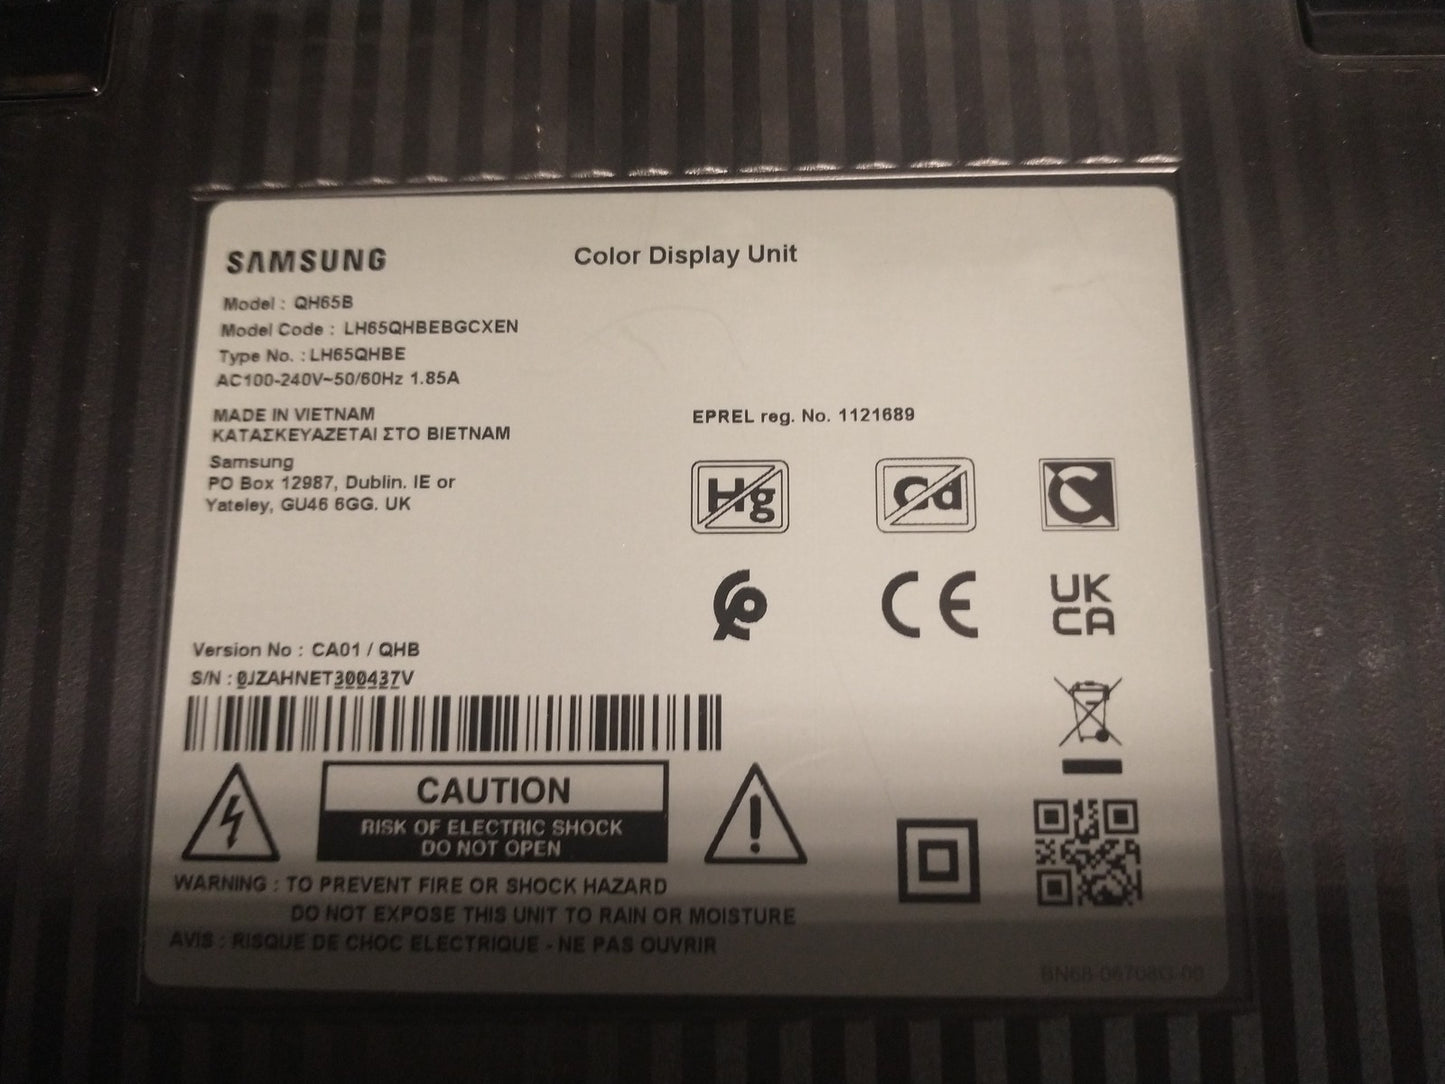 SAMSUNG
Color Display Unit
Model : QH65B
Model Code : LH65QHBEBGCXEN
Type No. : LH65QHBE
AC100-240V~50/60Hz 1.85A
MADE IN VIETNAM
ΚΑΤΑΣΚΕΥΑΖΕΤΑΙ ΣΤΟ ΒΙΕΤΝΑΜ
EPREL reg. No. 1121689
Samsung
PO Box 12987, Dublin. IE or
Yateley, GU46 6GG. UK
Hg
Cd
CE
UK
CA
Version No : CA01 / QHB
S/N : 0JZAHNET300437V
CAUTION
RISK OF ELECTRIC SHOCK
DO NOT OPEN
WARNING : TO PREVENT FIRE OR SHOCK HAZARD
DO NOT EXPOSE THIS UNIT TO RAIN OR MOISTURE
AVIS : RISQUE DE CHOC ELECTRIQUE - NE PAS OUVRIR